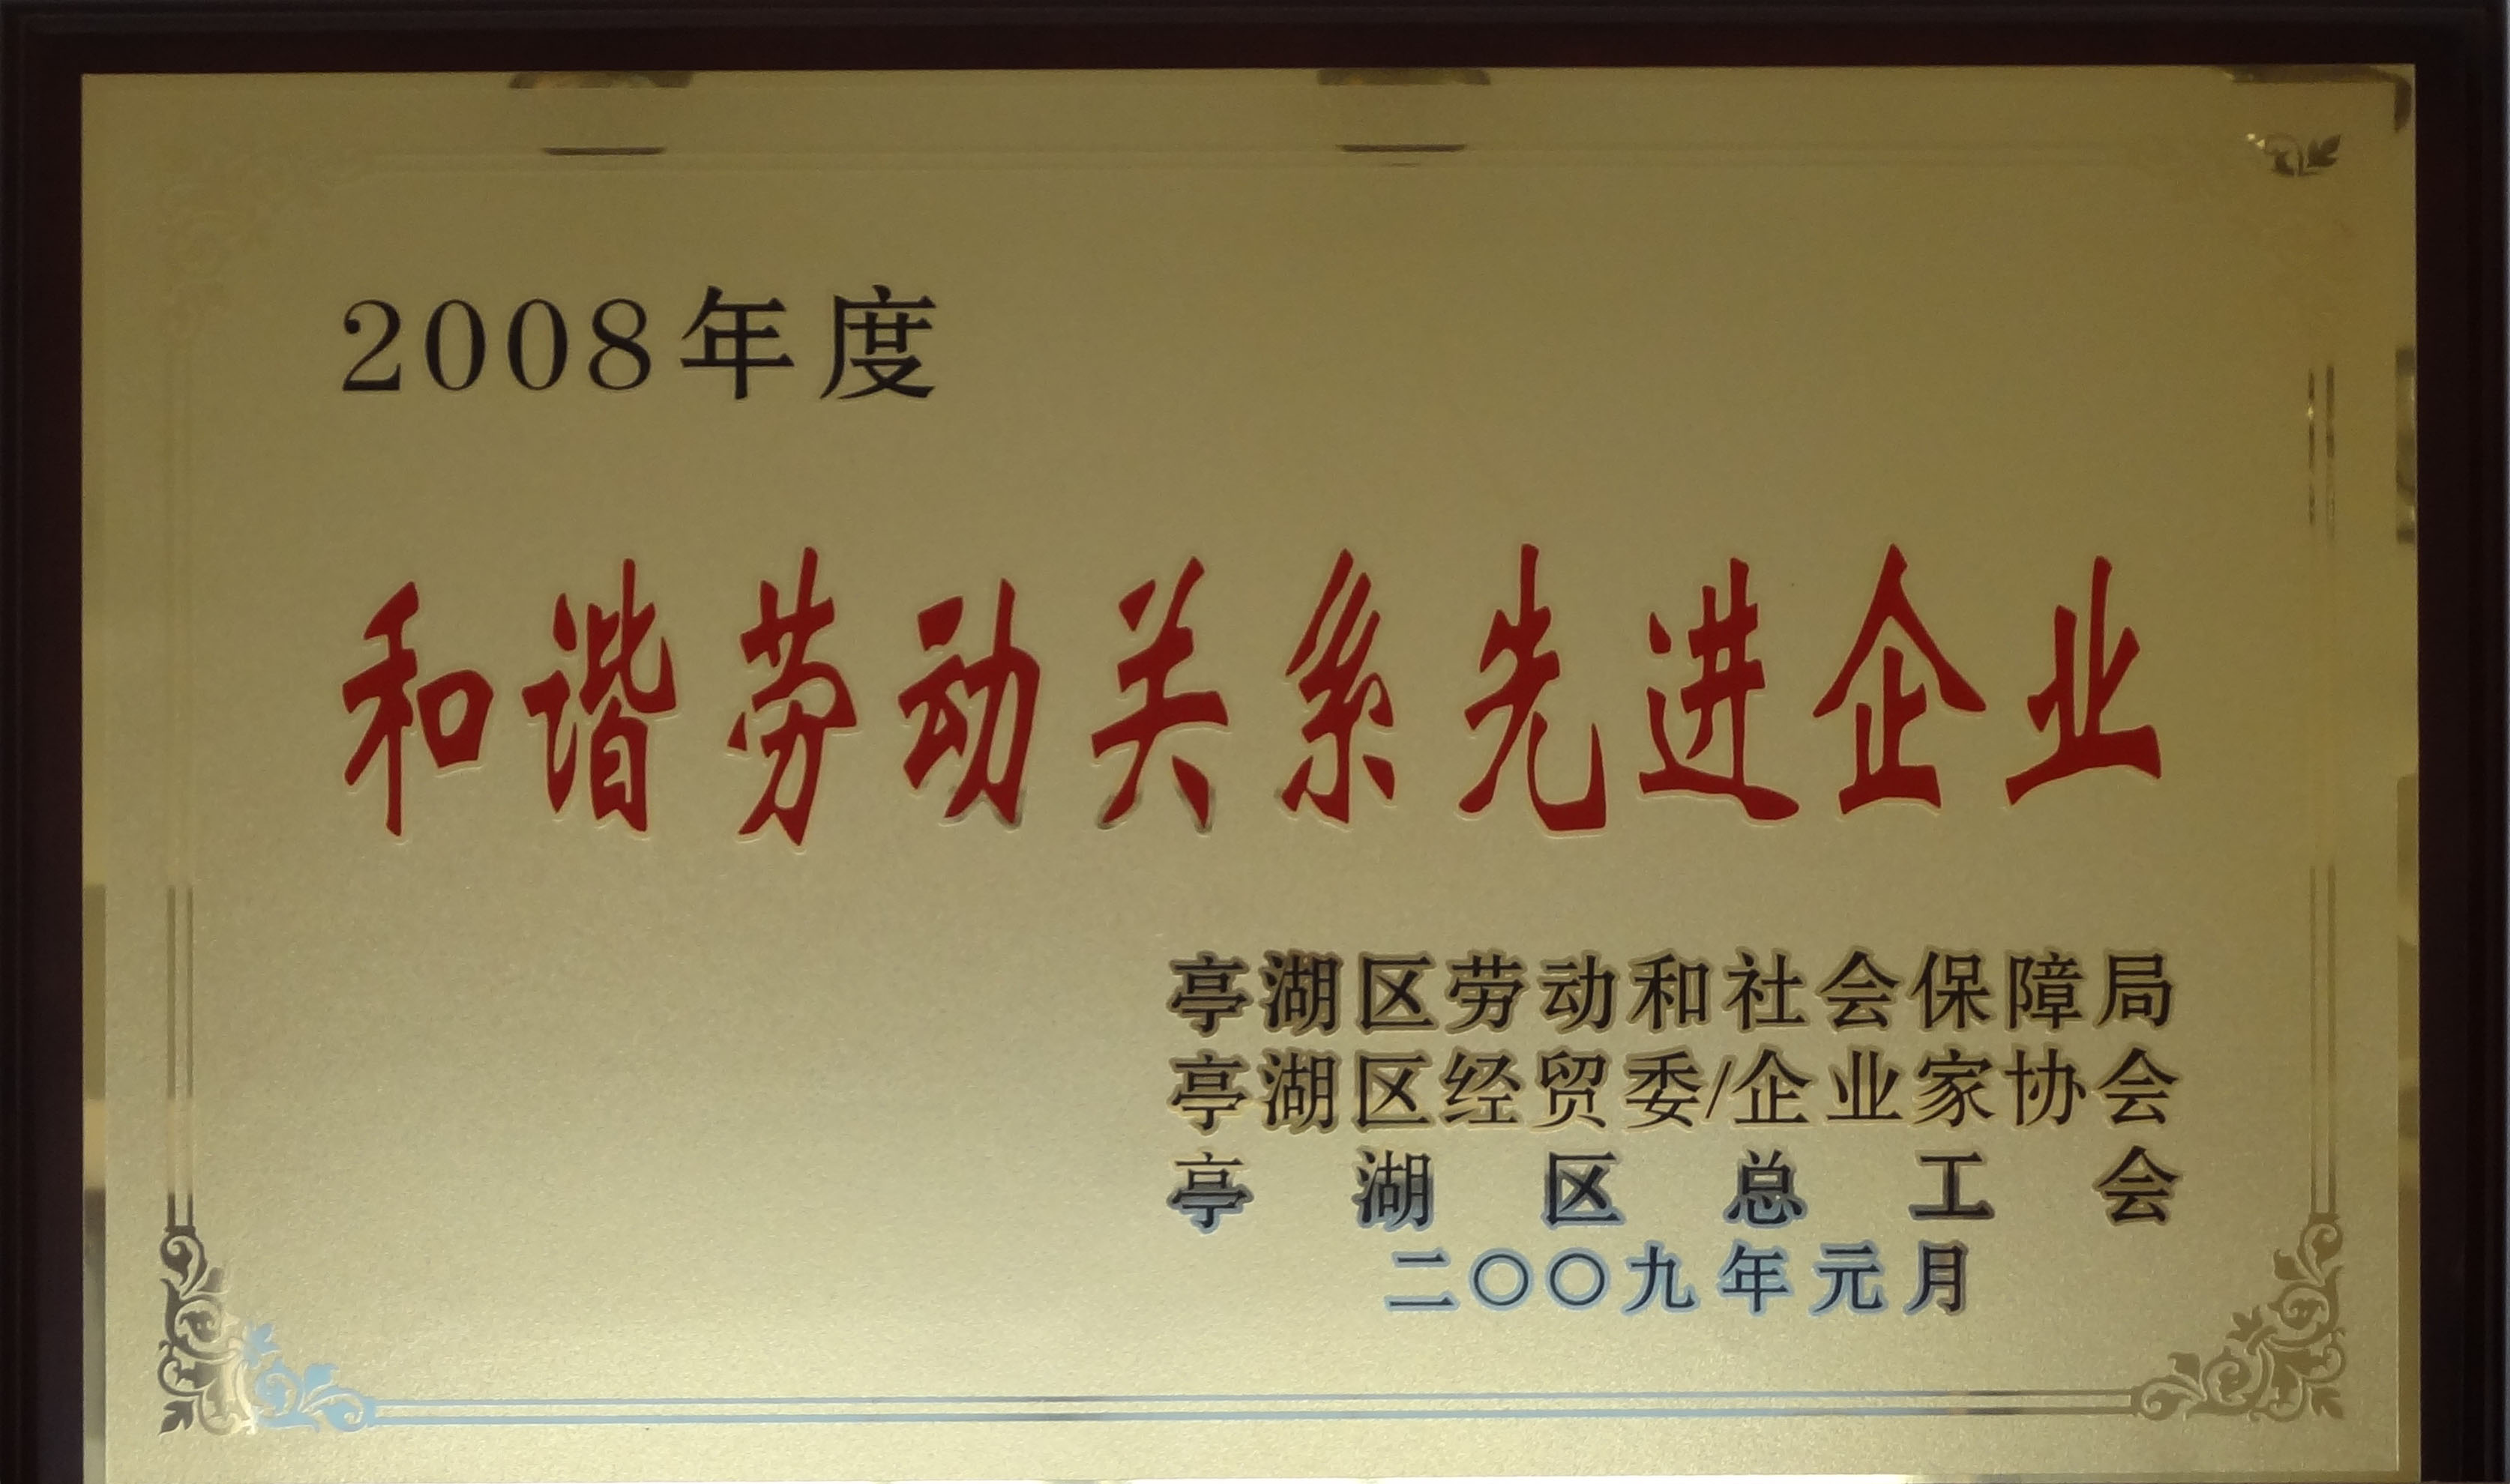 2008年度
和谐劳动关系先进企业
亭湖区劳动和社会保障局
亭湖区经贸委/企业家协会
亭湖区总工会
二〇〇九年元月